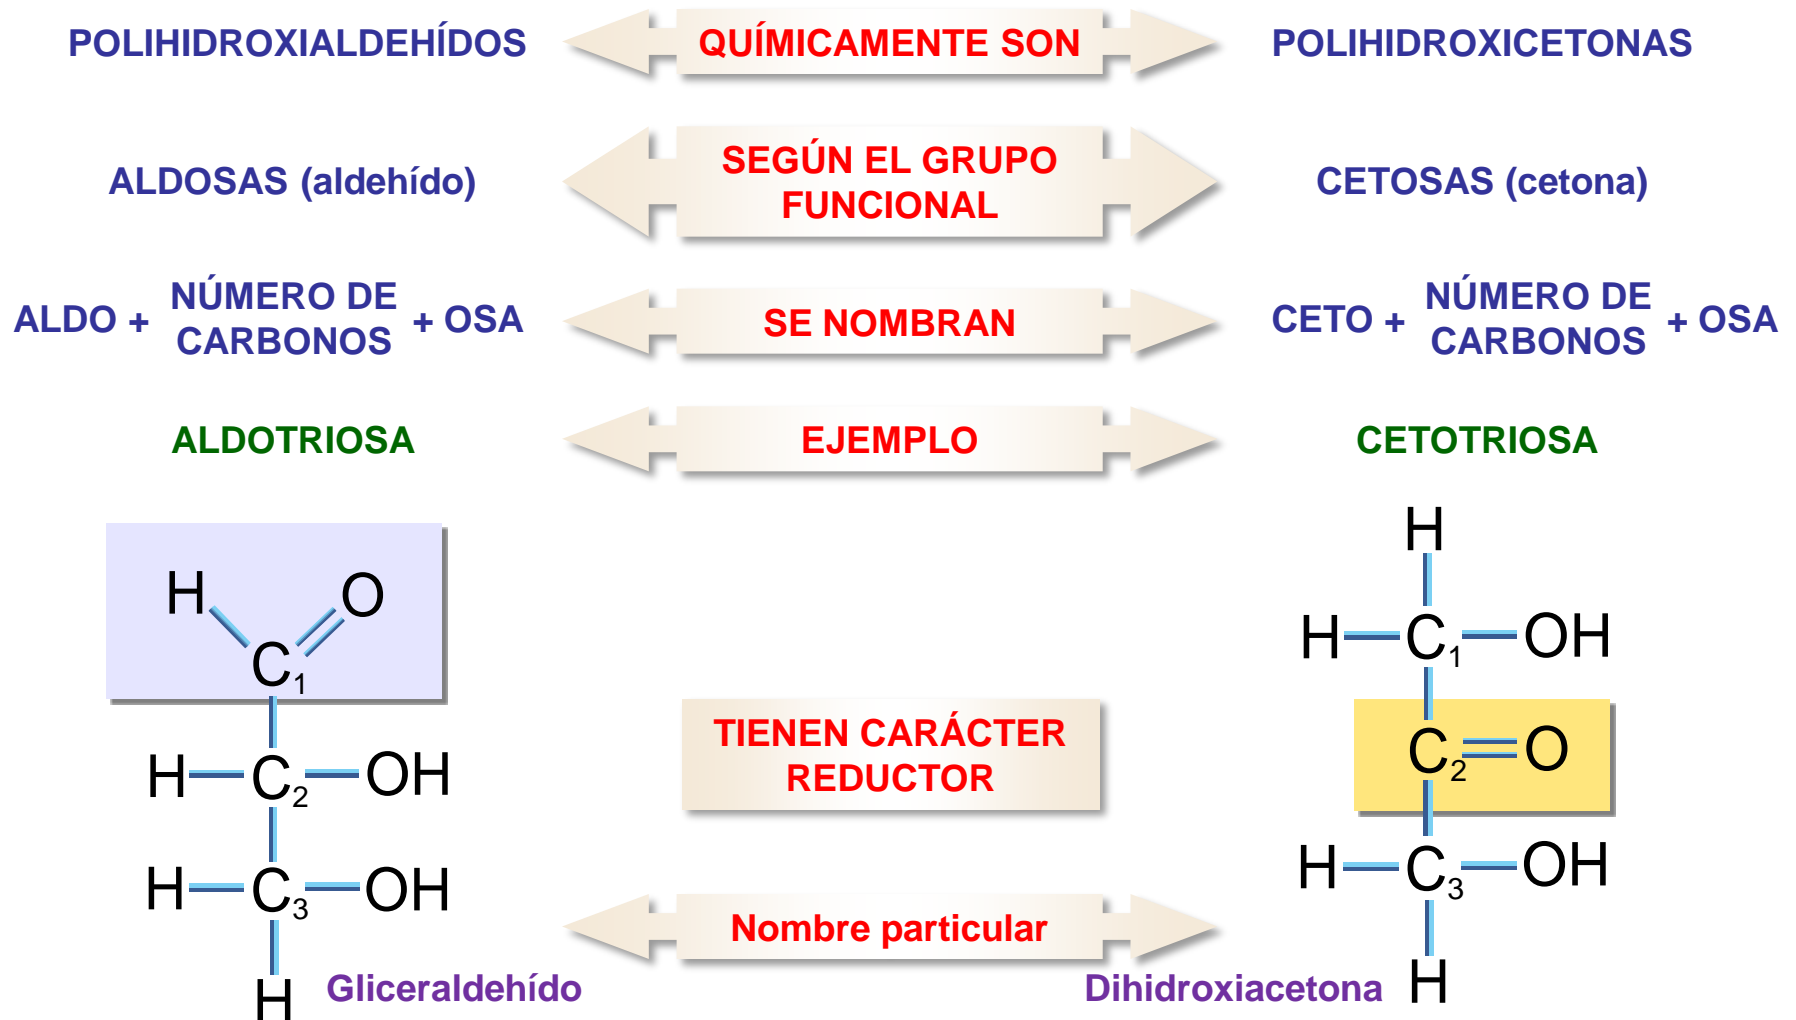 POLIHIDROXIALDEHÍDOS
QUÍMICAMENTE SON
POLIHIDROXICETONAS
ALDOSAS (aldehído)
SEGÚN EL GRUPO
FUNCIONAL
CETOSAS (cetona)
ALDO + NÚMERO DE
CARBONOS + OSA
SE NOMBRAN
CETO + NÚMERO DE
CARBONOS + OSA
ALDOTRIOSA
EJEMPLO
CETOTRIOSA
H O
C1
H C2 OH
H C3 OH
H
Gliceraldehído
TIENEN CARÁCTER
REDUCTOR
Nombre particular
H
H C1 OH
C2 O
H C3 OH
H
Dihidroxiacetona